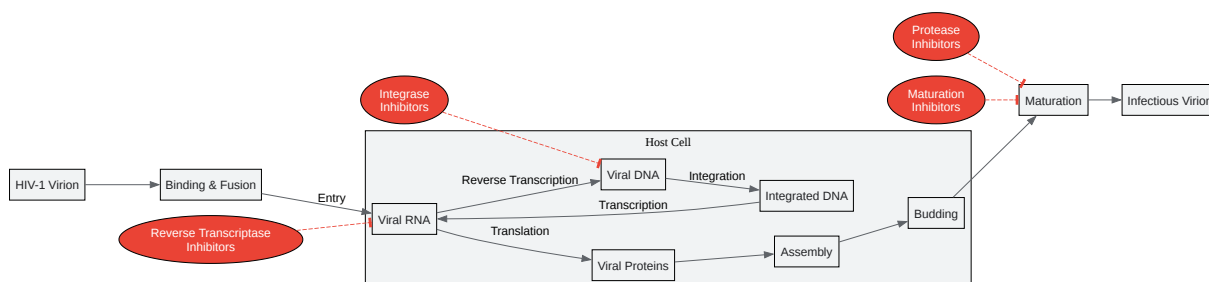 Protease
Inhibitors
Integrase
Inhibitors
Maturation
Inhibitors
Maturation
Infectious Virion
Host Cell
HIV-1 Virion
Binding & Fusion
Entry
Reverse Transcription
Viral DNA
Integration
Integrated DNA
Transcription
Viral RNA
Budding
Reverse Transcriptase
Inhibitors
Translation
Viral Proteins
Assembly